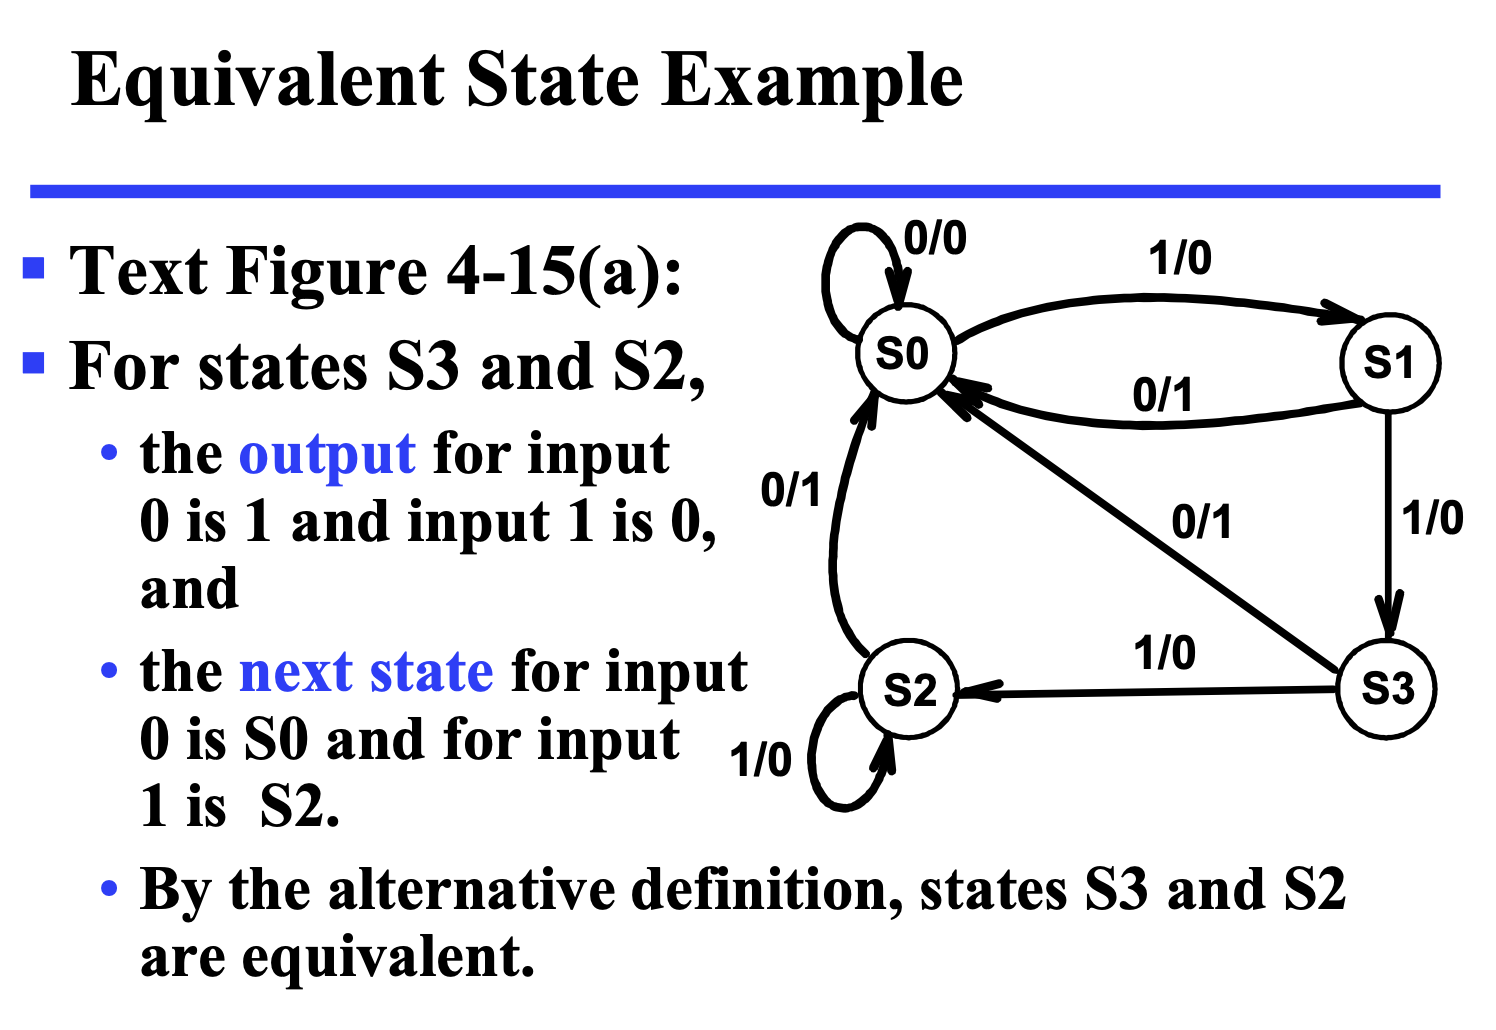 Equivalent State Example
▪ Text Figure 4-15(a):
▪ For states S3 and S2,
• the output for input
0 is 1 and input 1 is 0,
and
• the next state for input
0 is S0 and for input
1 is S2.
• By the alternative definition, states S3 and S2
are equivalent.
0/0
1/0
S0
S1
0/1
0/1
0/1
1/0
1/0
S2
S3
1/0